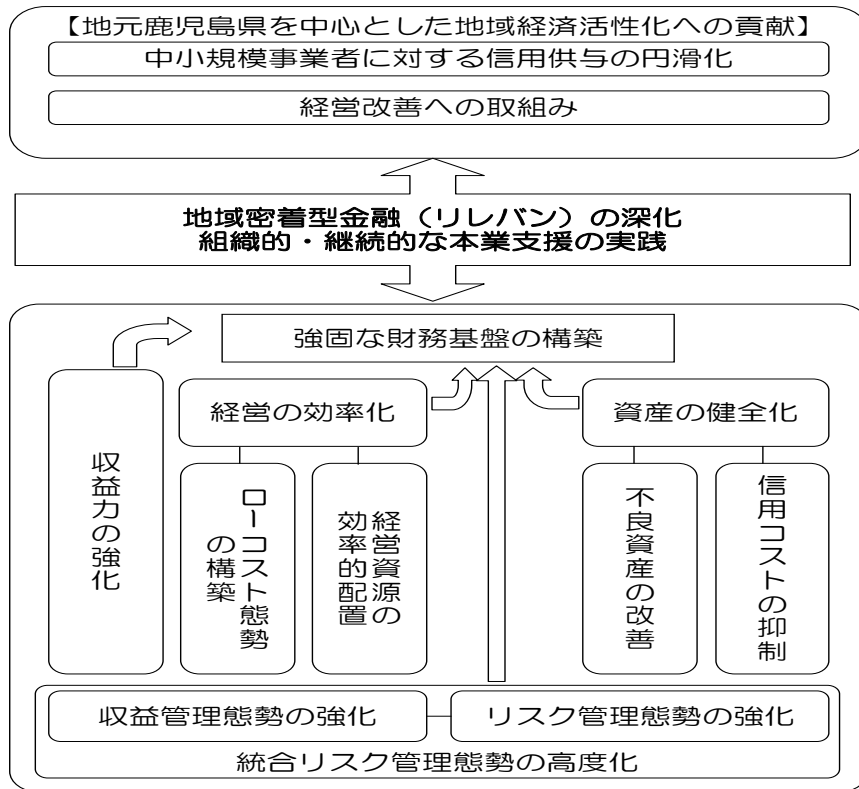 【地元鹿児島県を中心とした地域経済活性化への貢献】
中小規模事業者に対する信用供与の円滑化
経営改善への取組み
地域密着型金融（リレバン）の深化
組織的・継続的な本業支援の実践
強固な財務基盤の構築
収益力の強化
経営の効率化
ローコスト態勢
の構築
経営資源の
効率的配置
資産の健全化
不良資産の改善
信用コストの抑制
収益管理態勢の強化
リスク管理態勢の強化
統合リスク管理態勢の高度化